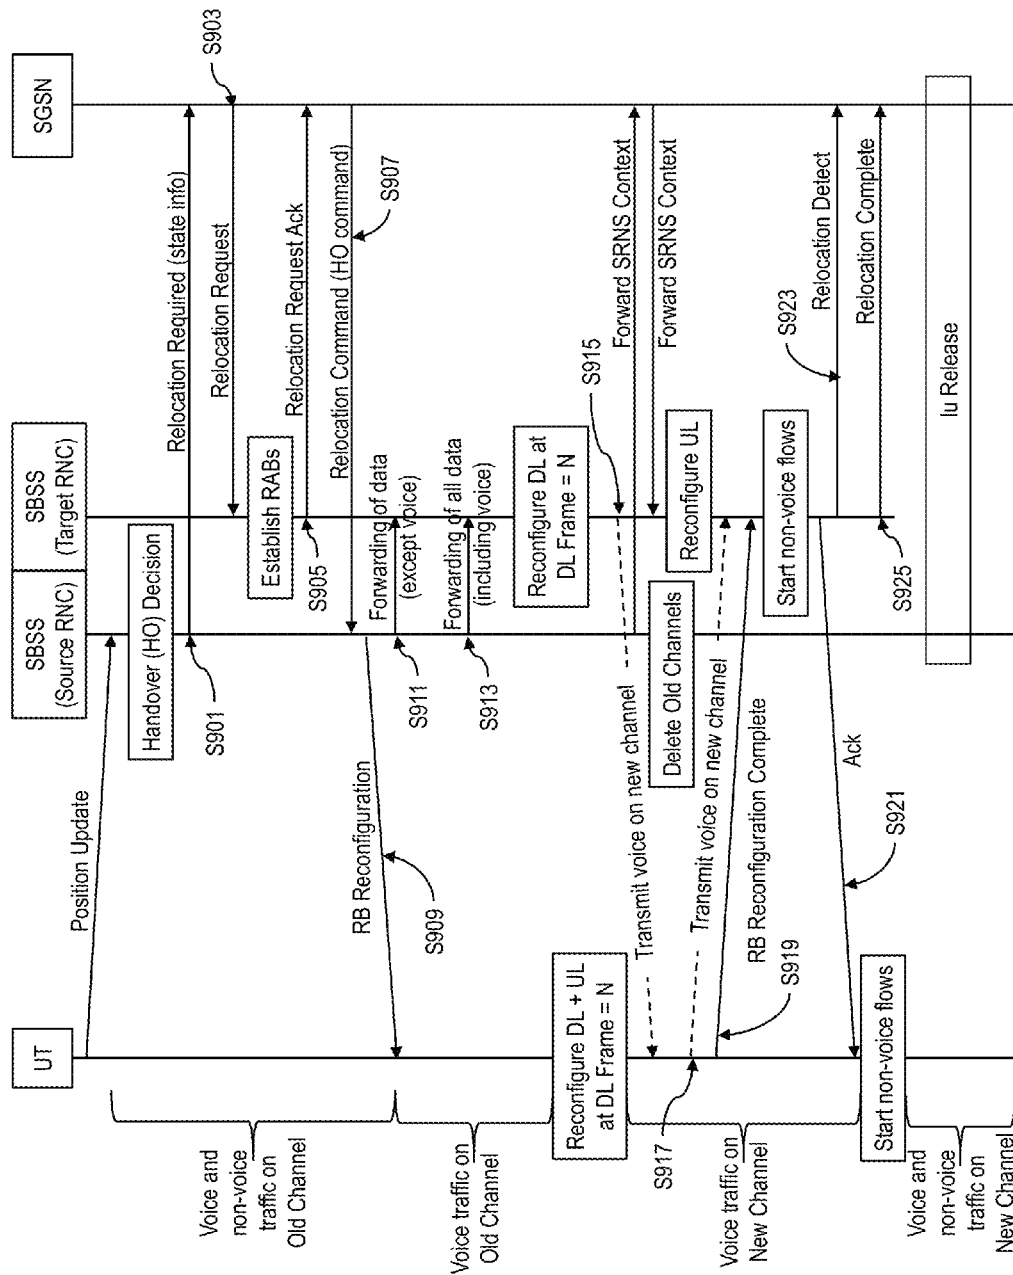 UT
SBSS
(Source RNC)
SBSS
(Target RNC)
SGSN
Position Update
Handover (HO) Decision
Relocation Required (state info)
S901
S903
Relocation Request
Establish RABs
Relocation Request Ack
S905
Relocation Command (HO command)
S907
Voice and
non-voice
traffic on
Old Channel
RB Reconfiguration
S909
Forwarding of data
(except voice)
S911
Forwarding of all data
(including voice)
S913
Voice traffic on
Old Channel
Reconfigure DL + UL
at DL Frame = N
Reconfigure DL at
DL Frame = N
S915
Transmit voice on new channel
Forward SRNS Context
Forward SRNS Context
Delete Old Channels
Reconfigure UL
S917
Transmit voice on new channel
RB Reconfiguration Complete
S919
Voice traffic on
New Channel
Start non-voice flows
Ack
S921
S923
Relocation Detect
Start non-voice flows
S925
Relocation Complete
Voice and
non-voice
traffic on
New Channel
Iu Release